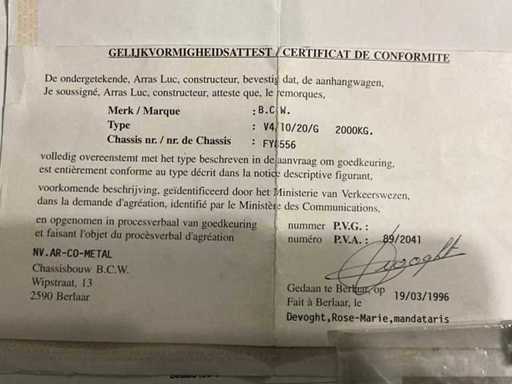 GELIJKVORMIGHEIDSATTEST / CERTIFICAT DE CONFORMITE
De ondergetekende, Arras Luc, constructeur, bevestig dat, de aanhangwagen,
Je soussigné, Arras Luc, constructeur, atteste que, le remorques,
Merk / Marque : B.C.W.
Type : V4/10/20/G 2000KG.
Chassis nr. / nr. de Chassis : FY8556
volledig overeenstemt met het type beschreven in de aanvraag om goedkeuring,
est entièrement conforme au type décrit dans la notice descriptive figurant,
voorkomende beschrijving, geïdentificeerd door het Ministerie van Verkeerswezen,
dans la demande d'agréation, identifié par le Ministère des Communications,
en opgenomen in procesverbaal van goedkeuring nummer P.V.G. :
et faisant l'objet du procèsverbal d'agréation numéro P.V.A. : 89/2041
NV.AR-CO-METAL
Chassisbouw B.C.W.
Wipstraat, 13
2590 Berlaar
Devoght
Gedaan te Berlaar, op
Fait à Berlaar, le 19/03/1996
Devoght,Rose-Marie,mandataris